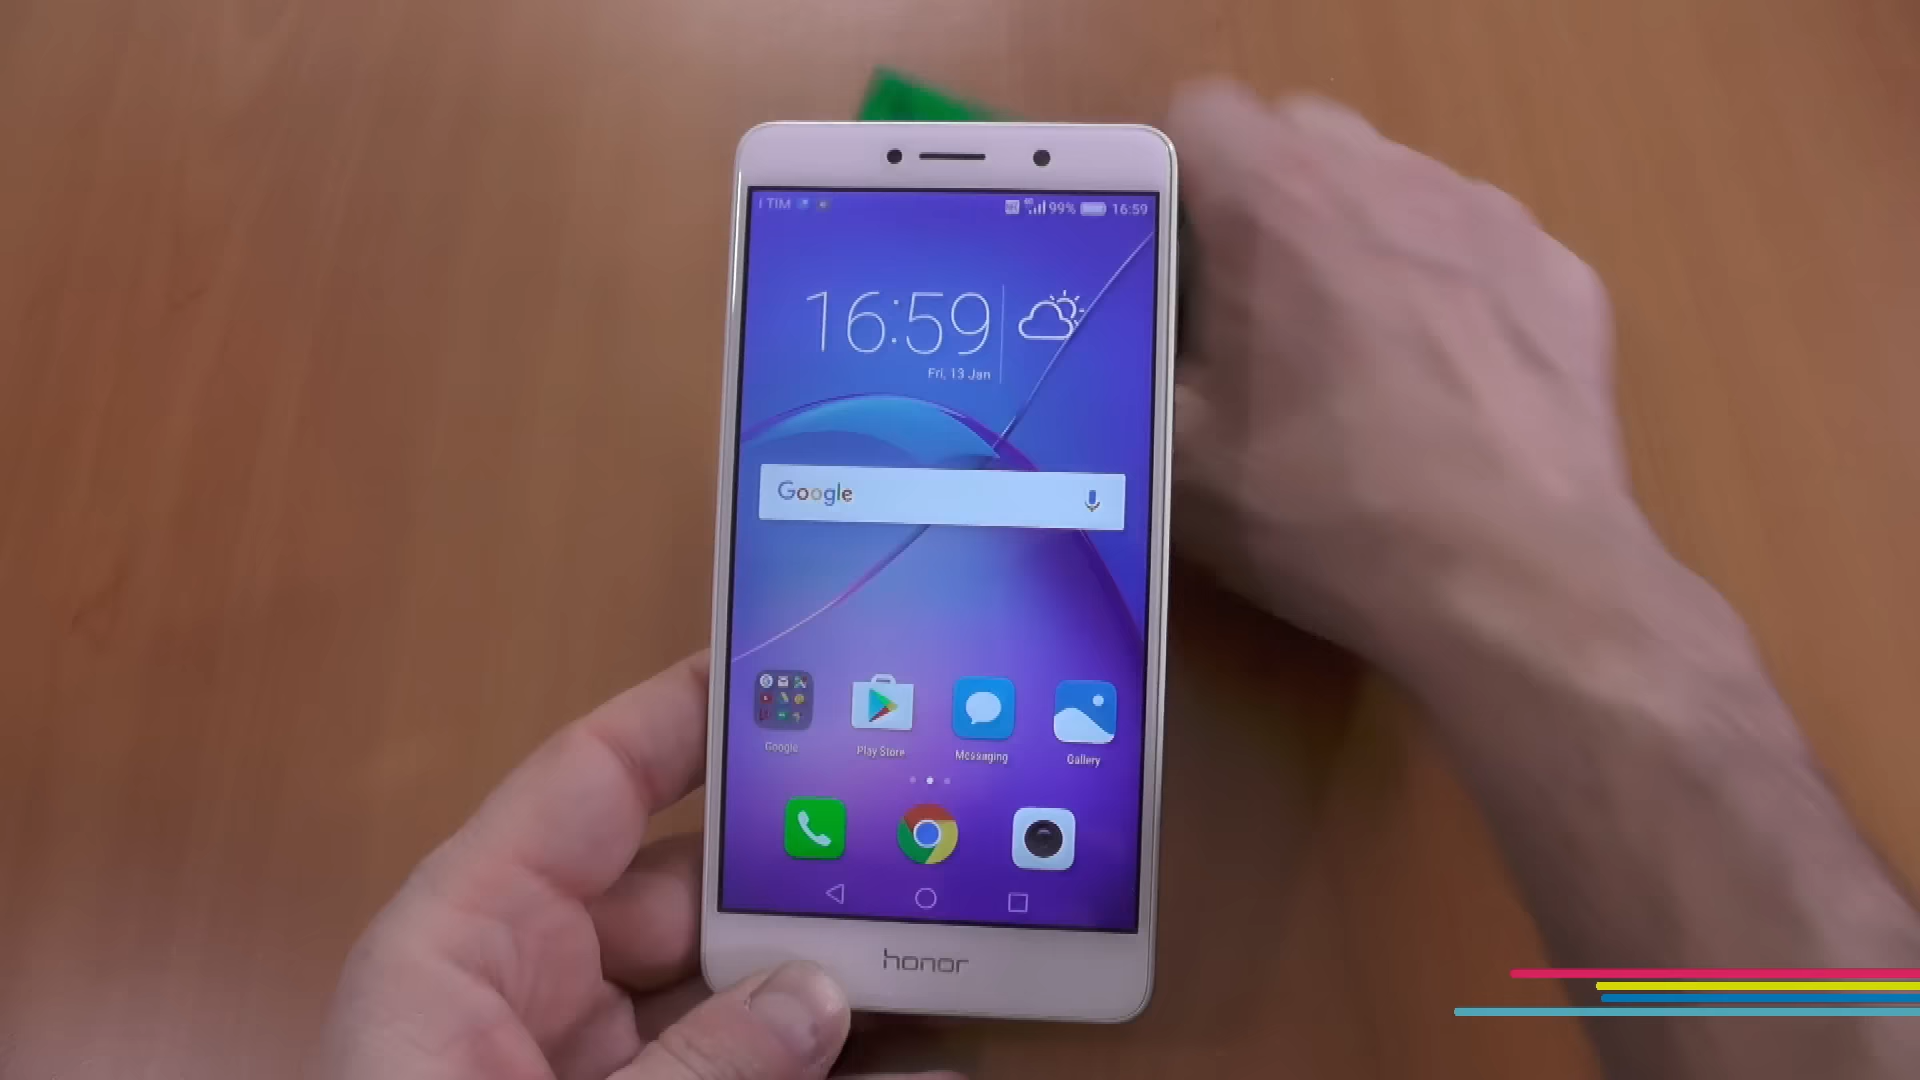 I TIM 99% 16:59
16:59
Fri, 13 Jan
Google
Google Play Store Messaging Gallery
honor